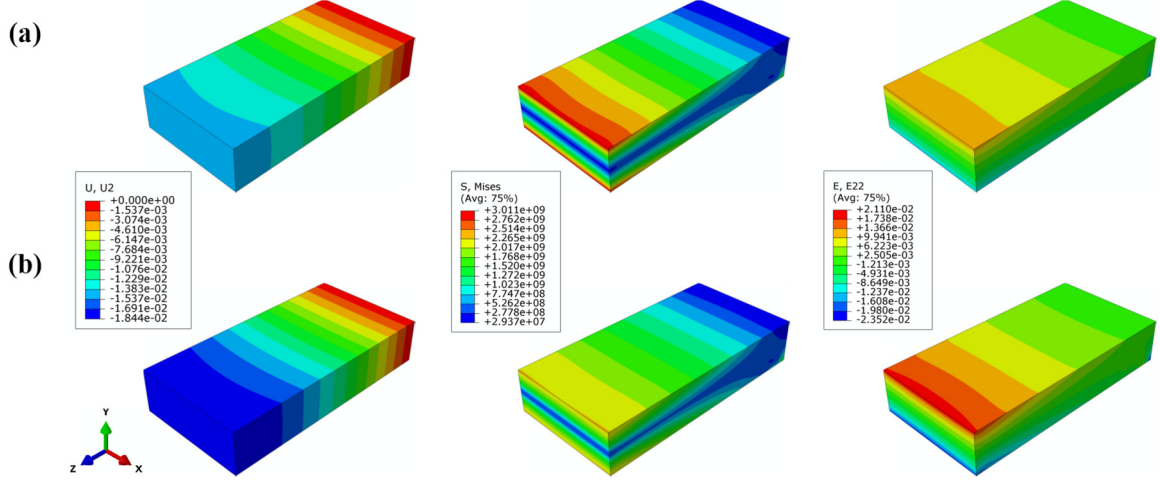 (a)
U, U2
+0.000e+00
-1.537e-03
-3.074e-03
-4.610e-03
-6.147e-03
-7.684e-03
-9.221e-03
-1.076e-02
-1.229e-02
-1.383e-02
-1.537e-02
-1.691e-02
-1.844e-02
S, Mises
(Avg: 75%)
+3.011e+09
+2.762e+09
+2.514e+09
+2.265e+09
+2.017e+09
+1.768e+09
+1.520e+09
+1.272e+09
+1.023e+09
+7.747e+08
+5.262e+08
+2.778e+08
+2.937e+07
E, E22
(Avg: 75%)
+2.110e-02
+1.738e-02
+1.366e-02
+9.941e-03
+6.223e-03
+2.505e-03
-1.213e-03
-4.931e-03
-8.649e-03
-1.237e-02
-1.608e-02
-1.980e-02
-2.352e-02
(b)
Y
Z
X